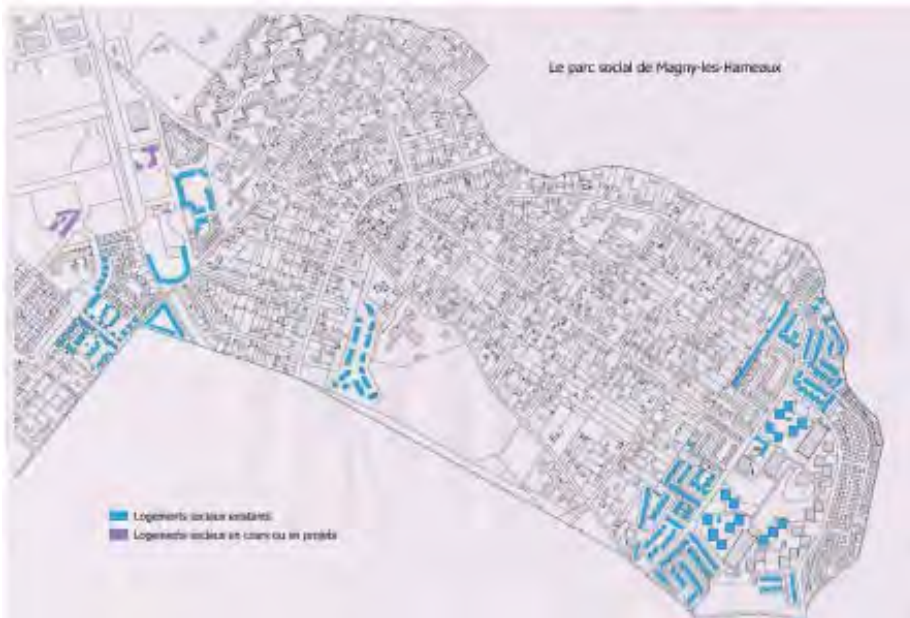 Le parc social de Magny-les-Hameaux
Logements sociaux existants
Logements sociaux en cours ou en projets